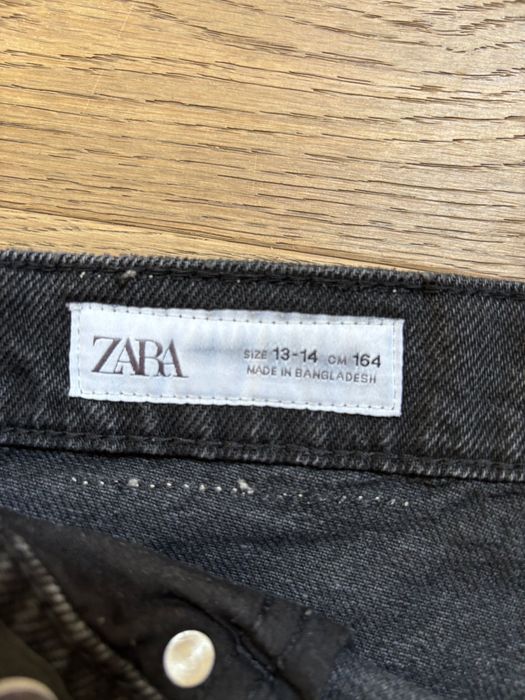 ZARA
SIZE 13-14 CM 164
MADE IN BANGLADESH